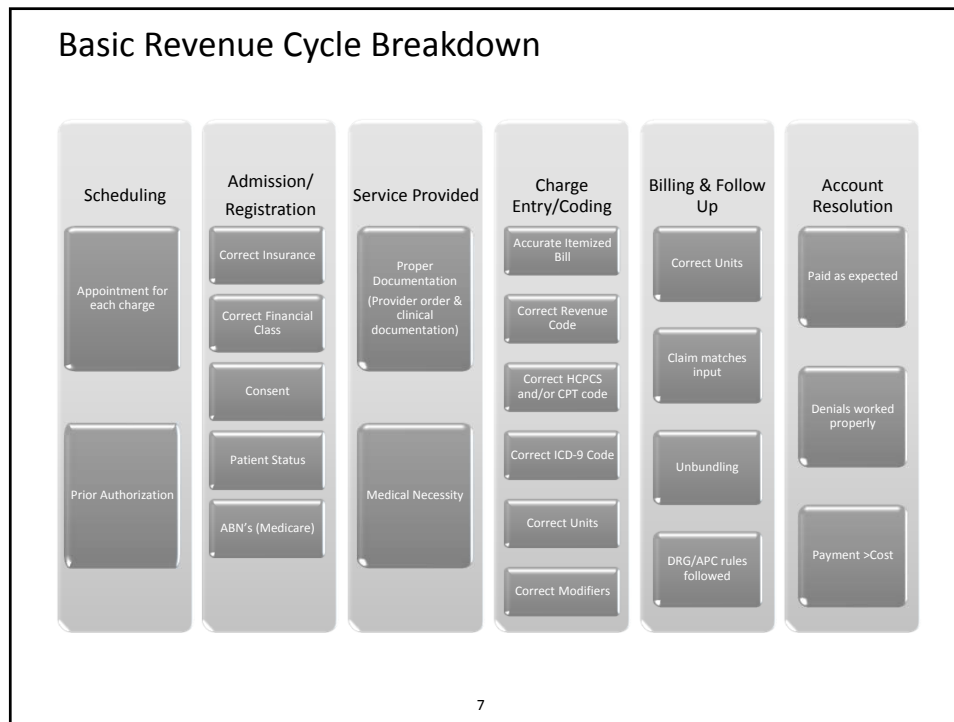 Basic Revenue Cycle Breakdown
Scheduling
Appointment for
each charge
Prior Authorization
Admission/
Registration
Correct Insurance
Correct Financial
Class
Consent
Patient Status
ABN's (Medicare)
Service Provided
Proper
Documentation
(Provider order &
clinical
documentation)
Medical Necessity
Charge
Entry/Coding
Accurate Itemized
Bill
Correct Revenue
Code
Correct HCPCS
and/or CPT code
Correct ICD-9 Code
Correct Units
Correct Modifiers
Billing & Follow
Up
Correct Units
Claim matches
input
Unbundling
DRG/APC rules
followed
Account
Resolution
Paid as expected
Denials worked
properly
Payment >Cost
7